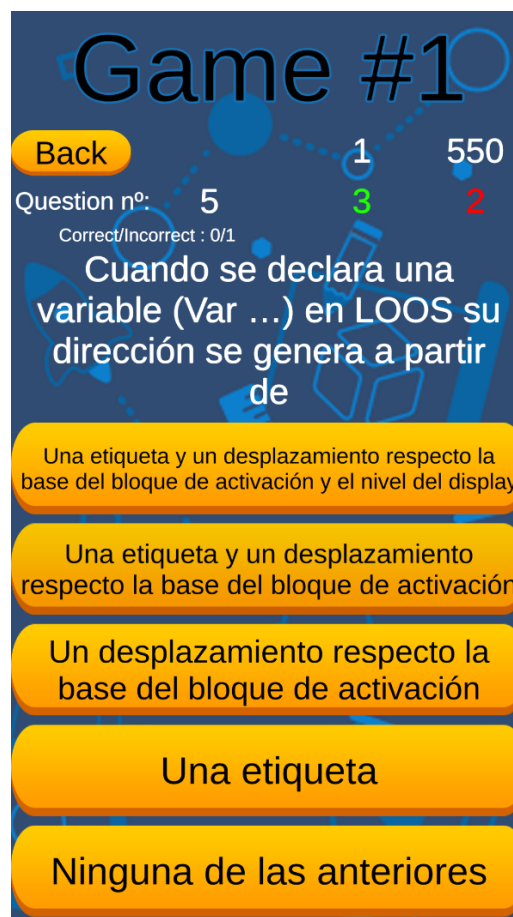 Game #1
Back 1 550
Question nº: 5 3 2
Correct/Incorrect : 0/1
Cuando se declara una
variable (Var ...) en LOOS su
dirección se genera a partir
de
Una etiqueta y un desplazamiento respecto la
base del bloque de activación y el nivel del display
Una etiqueta y un desplazamiento
respecto la base del bloque de activación
Un desplazamiento respecto la
base del bloque de activación
Una etiqueta
Ninguna de las anteriores